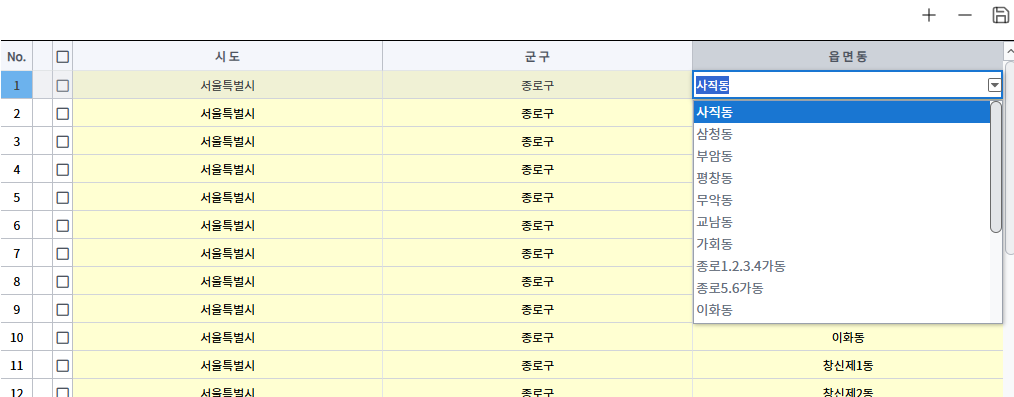 No. 시 도 군 구 읍 면 동
1 서울특별시 종로구 사직동
2 서울특별시 종로구 사직동
3 서울특별시 종로구 삼청동
4 서울특별시 종로구 부암동
5 서울특별시 종로구 평창동
6 서울특별시 종로구 무악동
7 서울특별시 종로구 교남동
8 서울특별시 종로구 가회동
종로1.2.3.4가동
9 서울특별시 종로구 종로5.6가동
이화동
10 서울특별시 종로구 이화동
11 서울특별시 종로구 창신제1동
12 서울특별시 종로구 창신제2동